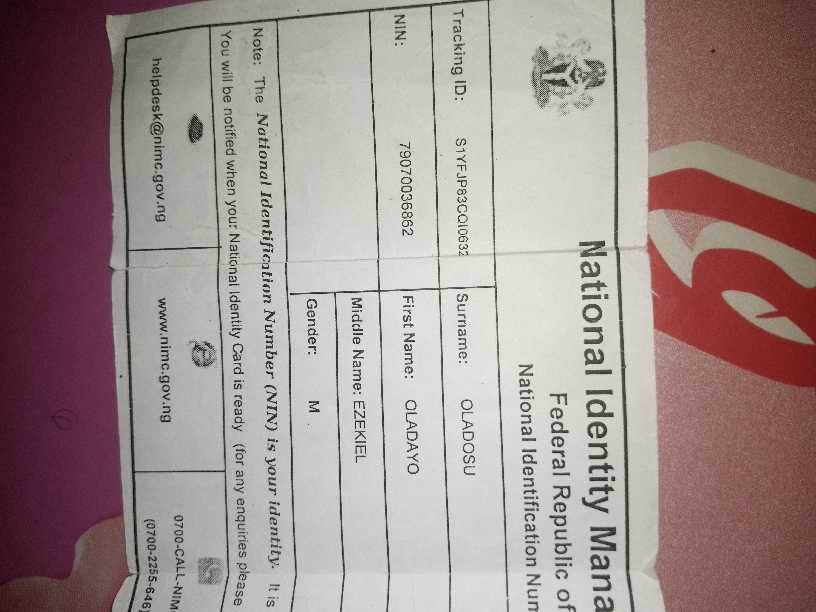 National Identity Mana
Federal Republic of
National Identification Num
Tracking ID: S1YFJP83CQI0632
Surname: OLADOSU
NIN: 79070036862
First Name: OLADAYO
Middle Name: EZEKIEL
Gender: M
Note: The National Identification Number (NIN) is your identity. It is
You will be notified when your National Identity Card is ready (for any enquiries please
helpdesk@nimc.gov.ng
www.nimc.gov.ng
0700-CALL-NIM
(0700-2255-646